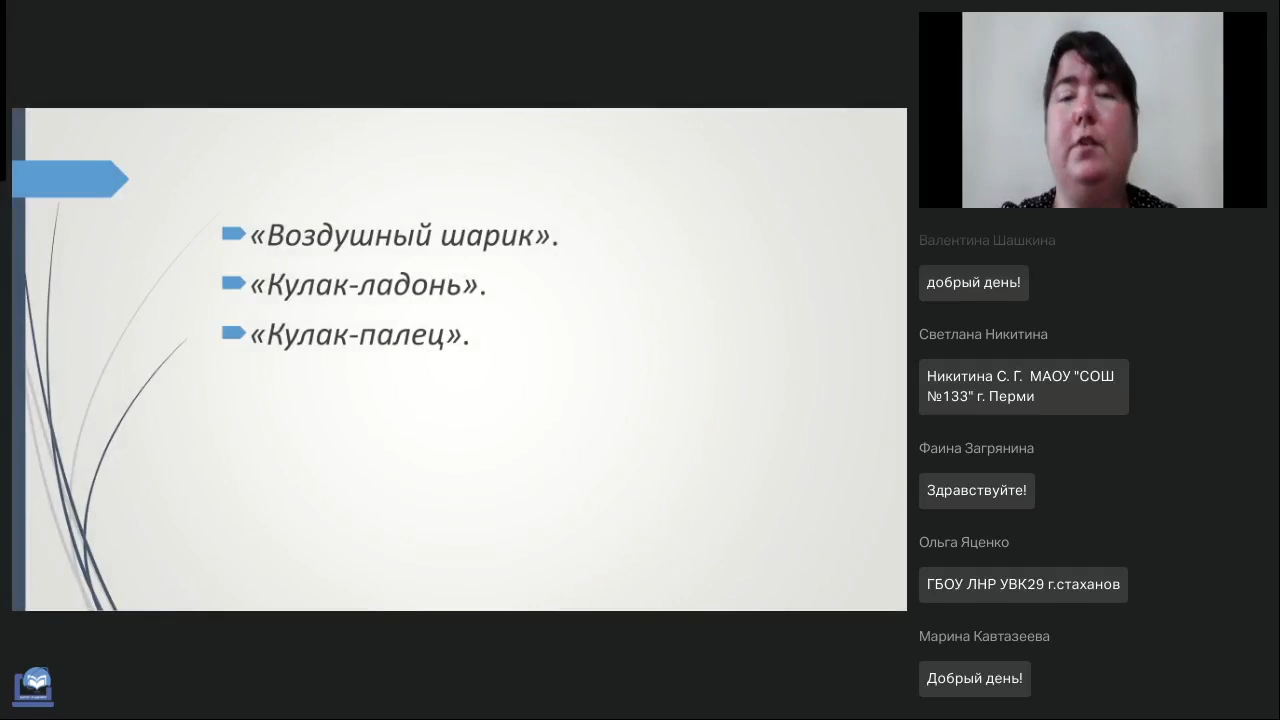 «Воздушный шарик».
«Кулак-ладонь».
«Кулак-палец».
Валентина Шашкина
добрый день!
Светлана Никитина
Никитина С. Г. МАОУ "СОШ
№133" г. Перми
Фаина Загрянина
Здравствуйте!
Ольга Яценко
ГБОУ ЛНР УВК29 г.стаханов
Марина Кавтазеева
Добрый день!